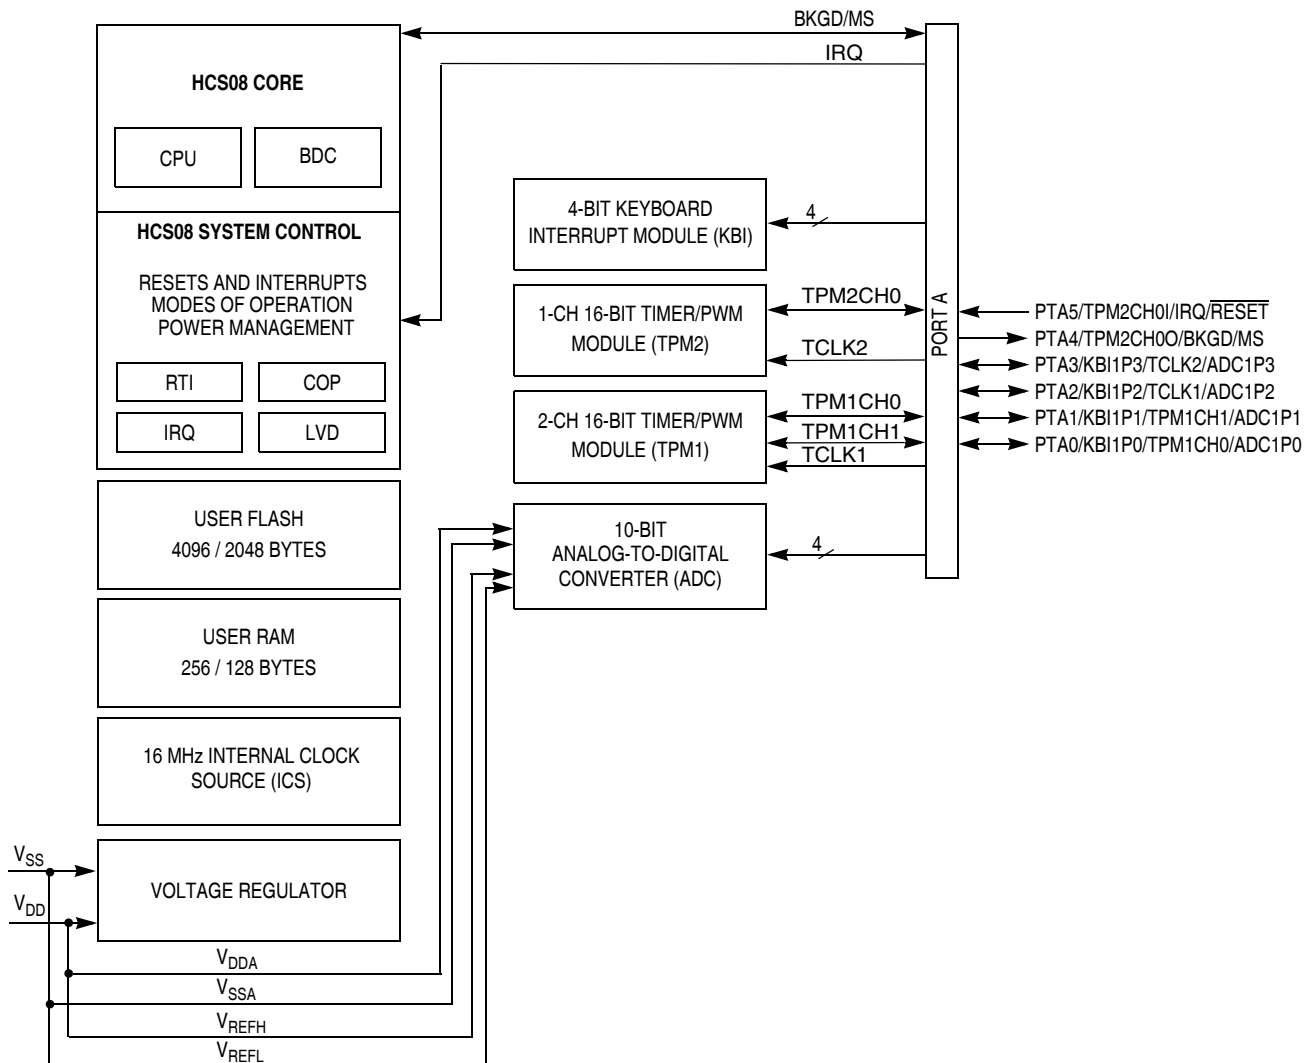 BKGD/MS
IRQ
HCS08 CORE
CPU
BDC
HCS08 SYSTEM CONTROL
RESETS AND INTERRUPTS
MODES OF OPERATION
POWER MANAGEMENT
RTI
COP
IRQ
LVD
USER FLASH
4096 / 2048 BYTES
USER RAM
256 / 128 BYTES
16 MHz INTERNAL CLOCK
SOURCE (ICS)
VOLTAGE REGULATOR
VSS
VDD
VDDA
VSSA
VREFH
VREFL
4-BIT KEYBOARD
INTERRUPT MODULE (KBI)
4
1-CH 16-BIT TIMER/PWM
MODULE (TPM2)
TPM2CH0
TCLK2
2-CH 16-BIT TIMER/PWM
MODULE (TPM1)
TPM1CH0
TPM1CH1
TCLK1
10-BIT
ANALOG-TO-DIGITAL
CONVERTER (ADC)
4
PORT A
PTA5/TPM2CH0I/IRQ/RESET
PTA4/TPM2CH0O/BKGD/MS
PTA3/KBI1P3/TCLK2/ADC1P3
PTA2/KBI1P2/TCLK1/ADC1P2
PTA1/KBI1P1/TPM1CH1/ADC1P1
PTA0/KBI1P0/TPM1CH0/ADC1P0